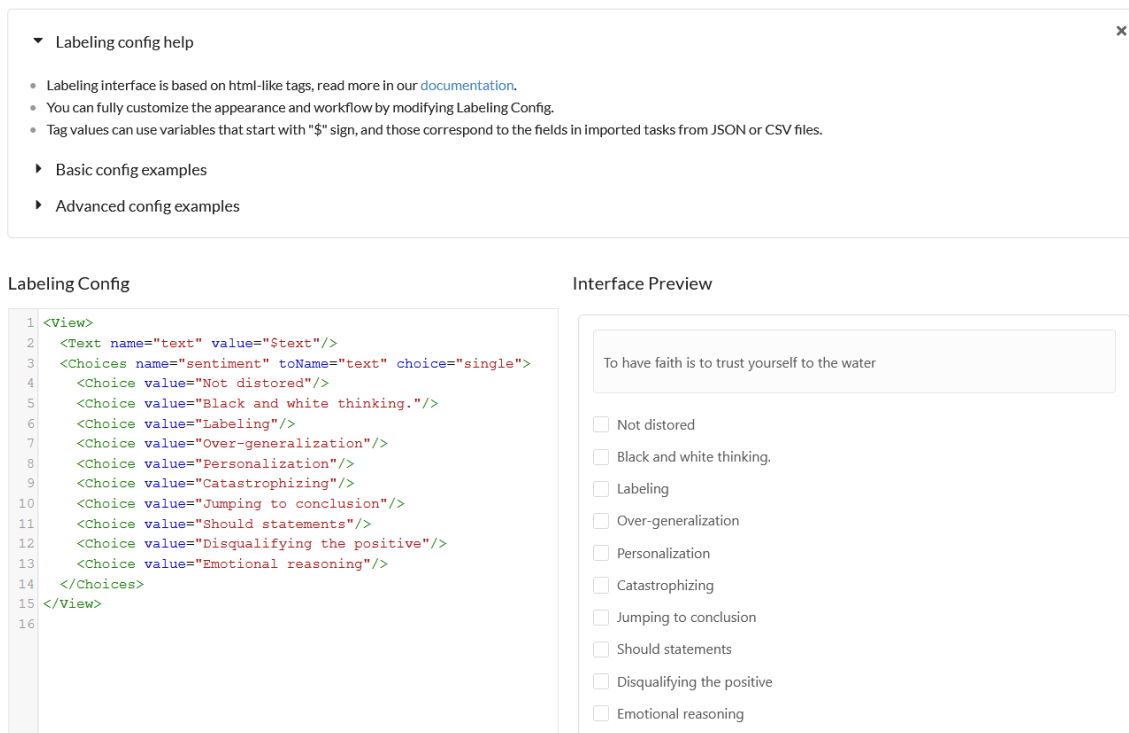 Labeling config help
Labeling interface is based on html-like tags, read more in our documentation.
You can fully customize the appearance and workflow by modifying Labeling Config.
Tag values can use variables that start with "$" sign, and those correspond to the fields in imported tasks from JSON or CSV files.
Basic config examples
Advanced config examples
Labeling Config
1 <View>
2 <Text name="text" value="$text"/>
3 <Choices name="sentiment" toName="text" choice="single">
4 <Choice value="Not distored"/>
5 <Choice value="Black and white thinking."/>
6 <Choice value="Labeling"/>
7 <Choice value="Over-generalization"/>
8 <Choice value="Personalization"/>
9 <Choice value="Catastrophizing"/>
10 <Choice value="Jumping to conclusion"/>
11 <Choice value="Should statements"/>
12 <Choice value="Disqualifying the positive"/>
13 <Choice value="Emotional reasoning"/>
14 </Choices>
15 </View>
16
Interface Preview
To have faith is to trust yourself to the water
Not distored
Black and white thinking.
Labeling
Over-generalization
Personalization
Catastrophizing
Jumping to conclusion
Should statements
Disqualifying the positive
Emotional reasoning